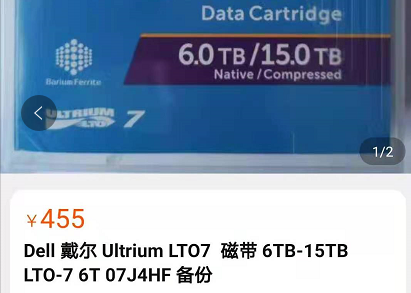 Data Cartridge
6.0 TB/15.0 TB
Native/Compressed
Barium Ferrite
ULTRIUM
LTO 7
1/2
￥455
Dell 戴尔 Ultrium LTO7 磁带 6TB-15TB
LTO-7 6T 07J4HF 备份